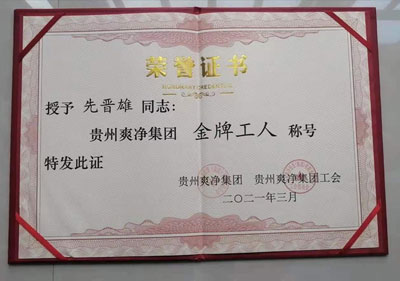 荣誉证书
HONORARY CREDENTIAL
授予 先晋雄 同志：
贵州爽净集团 金牌工人 称号
特发此证
贵州爽净集团 贵州爽净集团工会
二〇二一年三月